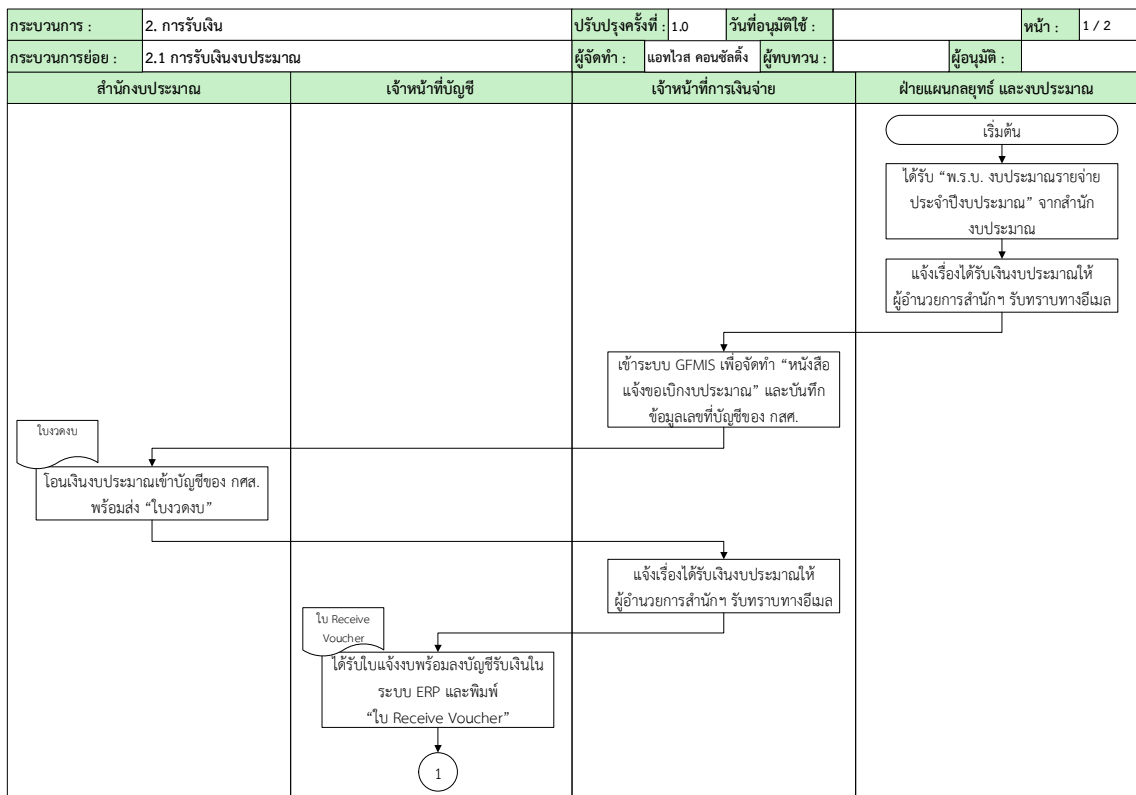 กระบวนการ : 2. การรับเงิน ปรับปรุงครั้งที่ : 1.0 วันที่อนุมัติใช้ : หน้า : 1 / 2
กระบวนการย่อย : 2.1 การรับเงินงบประมาณ ผู้จัดทำ : แอทไวส คอนซัลติ้ง ผู้ทบทวน : ผู้อนุมัติ :
สำนักงบประมาณ เจ้าหน้าที่บัญชี เจ้าหน้าที่การเงินจ่าย ฝ่ายแผนกลยุทธ์ และงบประมาณ
เริ่มต้น
ได้รับ “พ.ร.บ. งบประมาณรายจ่าย
ประจำปีงบประมาณ” จากสำนัก
งบประมาณ
แจ้งเรื่องได้รับเงินงบประมาณให้
ผู้อำนวยการสำนักฯ รับทราบทางอีเมล
เข้าระบบ GFMIS เพื่อจัดทำ “หนังสือ
แจ้งขอเบิกงบประมาณ” และบันทึก
ข้อมูลเลขที่บัญชีของ กสศ.
ใบงวดงบ
โอนเงินงบประมาณเข้าบัญชีของ กศส.
พร้อมส่ง “ใบงวดงบ”
แจ้งเรื่องได้รับเงินงบประมาณให้
ผู้อำนวยการสำนักฯ รับทราบทางอีเมล
ใบ Receive
Voucher
ได้รับใบแจ้งงบพร้อมลงบัญชีรับเงินใน
ระบบ ERP และพิมพ์
“ใบ Receive Voucher”
1